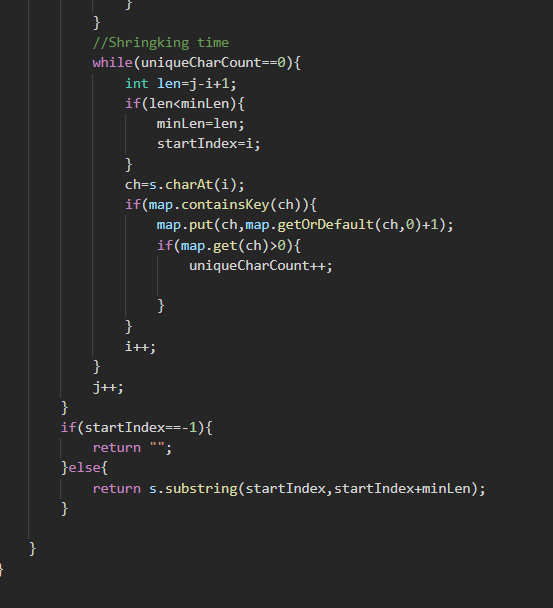 }
}
//Shringking time
while(uniqueCharCount==0){
int len=j-i+1;
if(len<minLen){
minLen=len;
startIndex=i;
}
ch=s.charAt(i);
if(map.containsKey(ch)){
map.put(ch,map.getOrDefault(ch,0)+1);
if(map.get(ch)>0){
uniqueCharCount++;
}
}
i++;
}
j++;
}
if(startIndex==-1){
return "";
}else{
return s.substring(startIndex,startIndex+minLen);
}
}
}